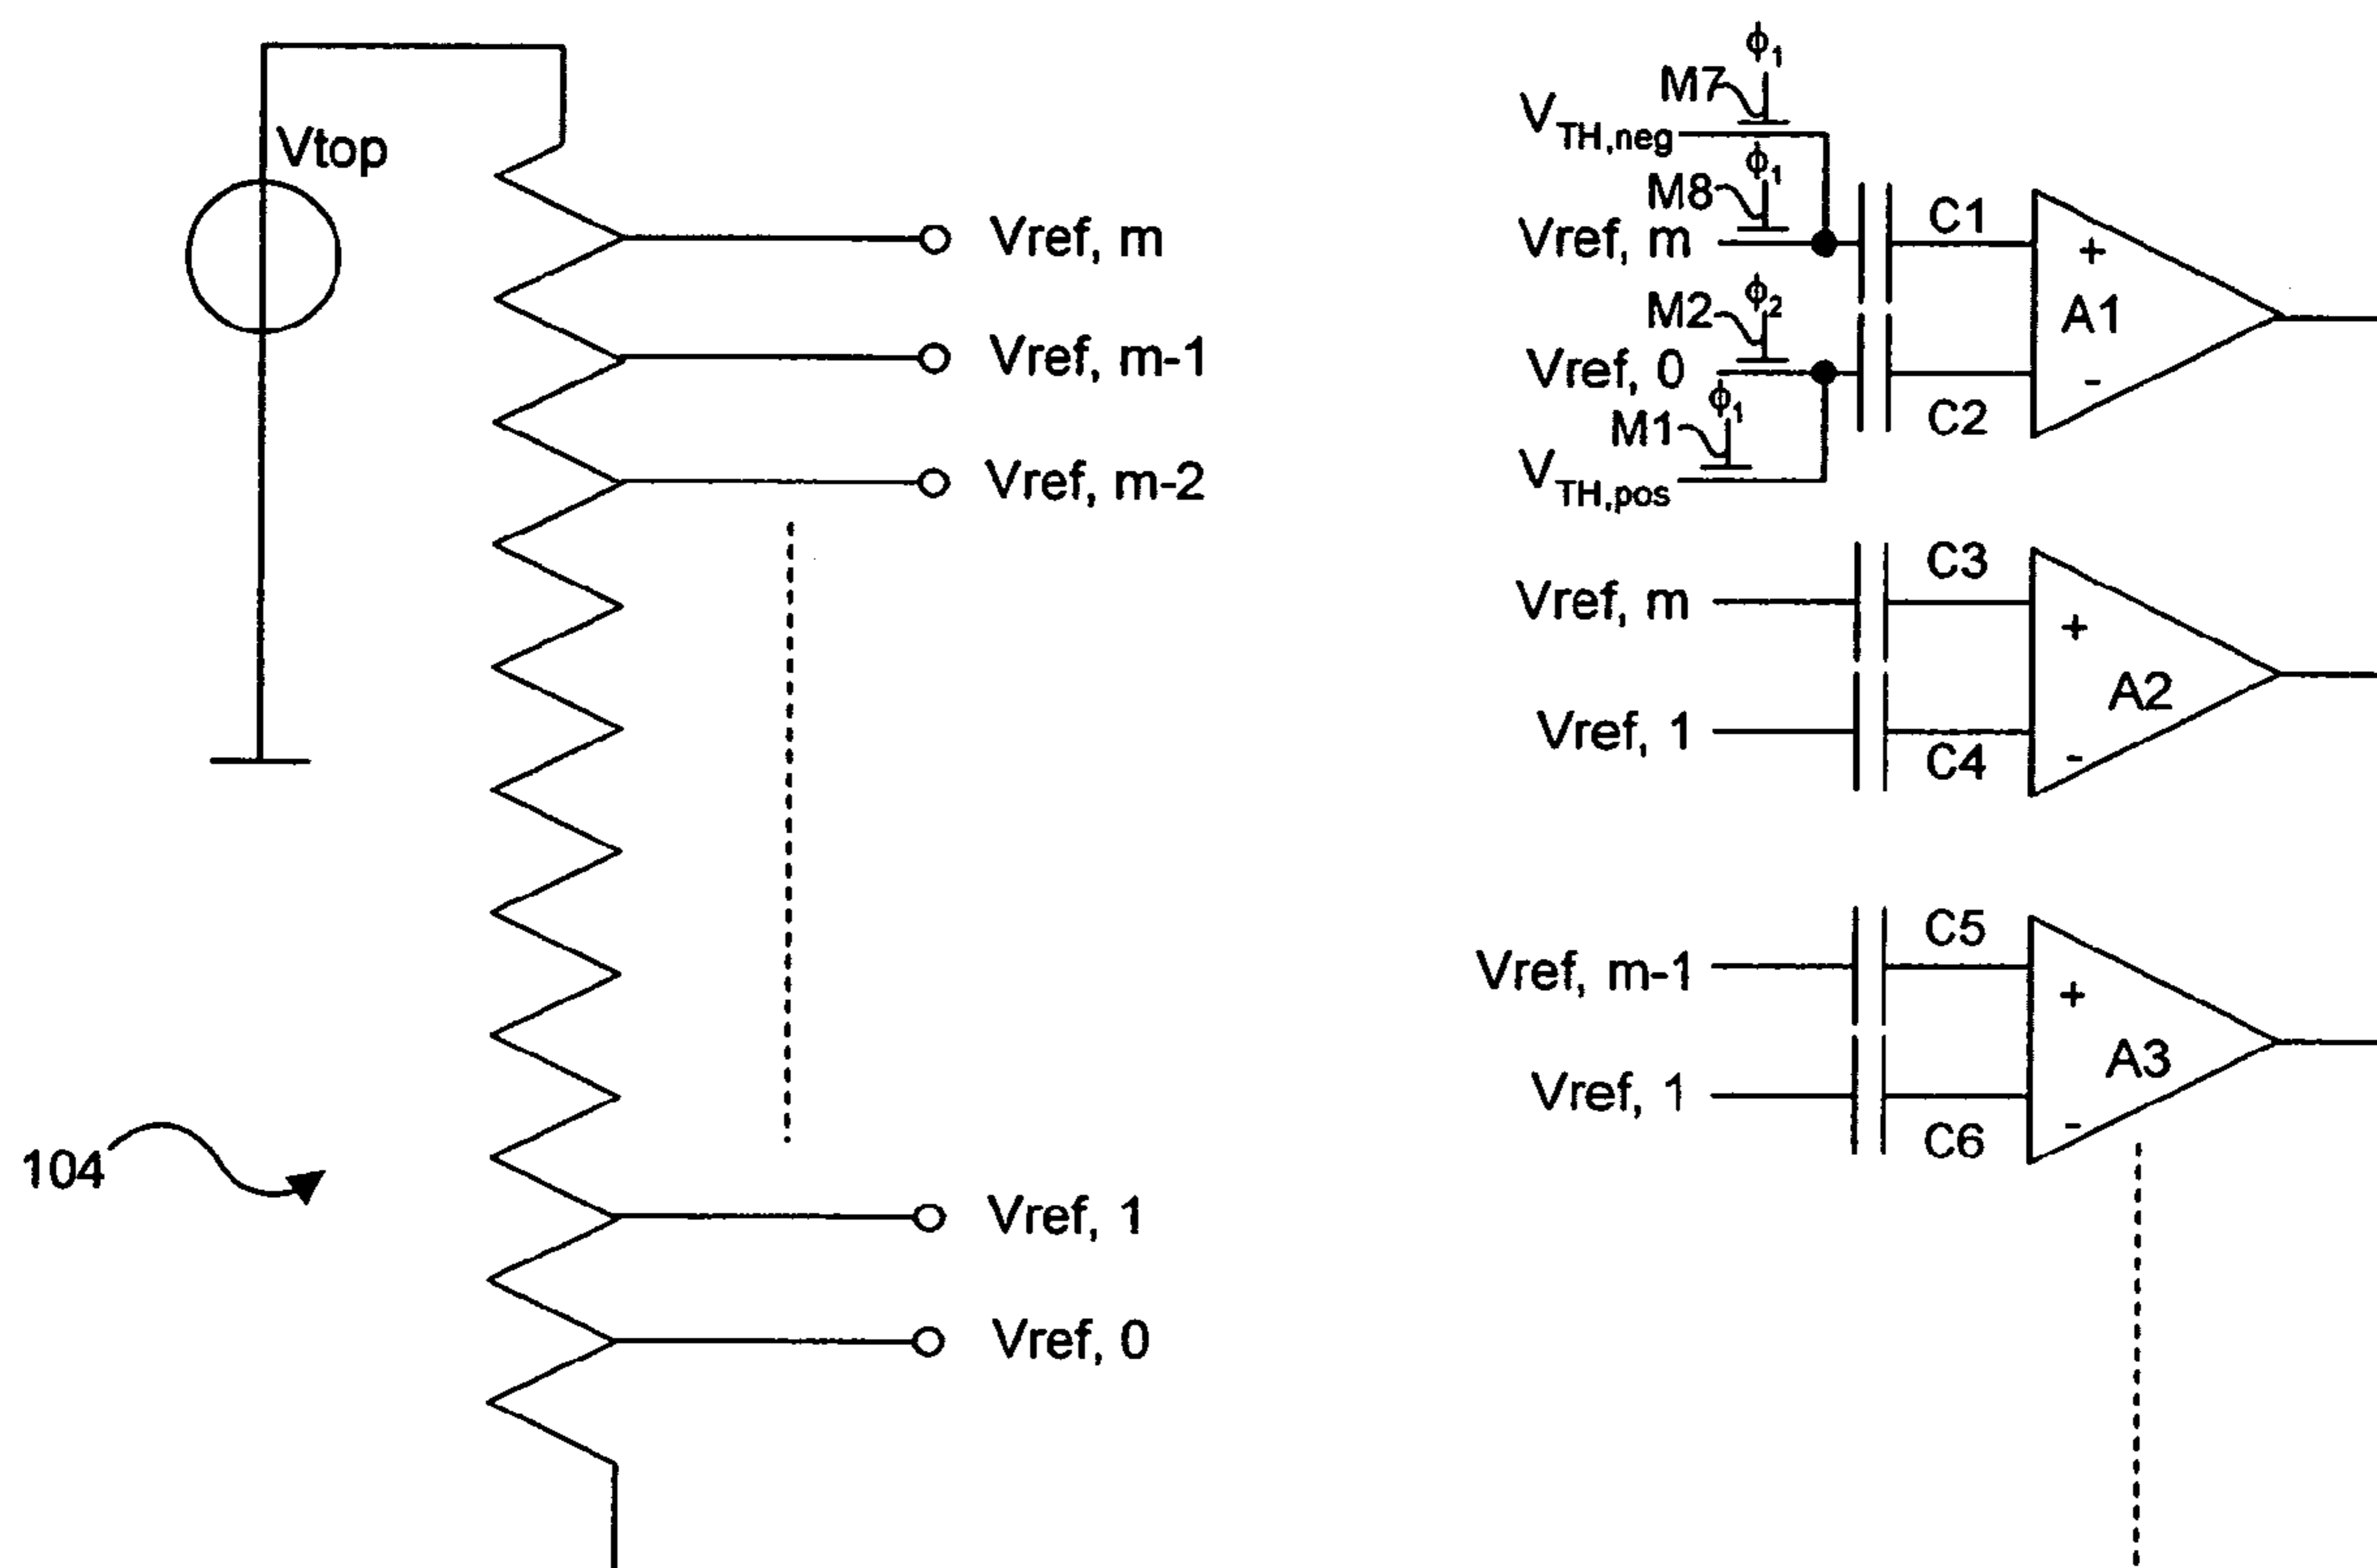 Vtop
Vref, m
Vref, m-1
Vref, m-2
Vref, 1
Vref, 0
104
ϕ1
M7
VTH,neg
ϕ1
M8
Vref, m
C1
+
A1
M2
ϕ2
Vref, 0
-
ϕ1
C2
M1
VTH,pos
C3
Vref, m
+
A2
Vref, 1
C4
-
C5
Vref, m-1
+
A3
Vref, 1
C6
-